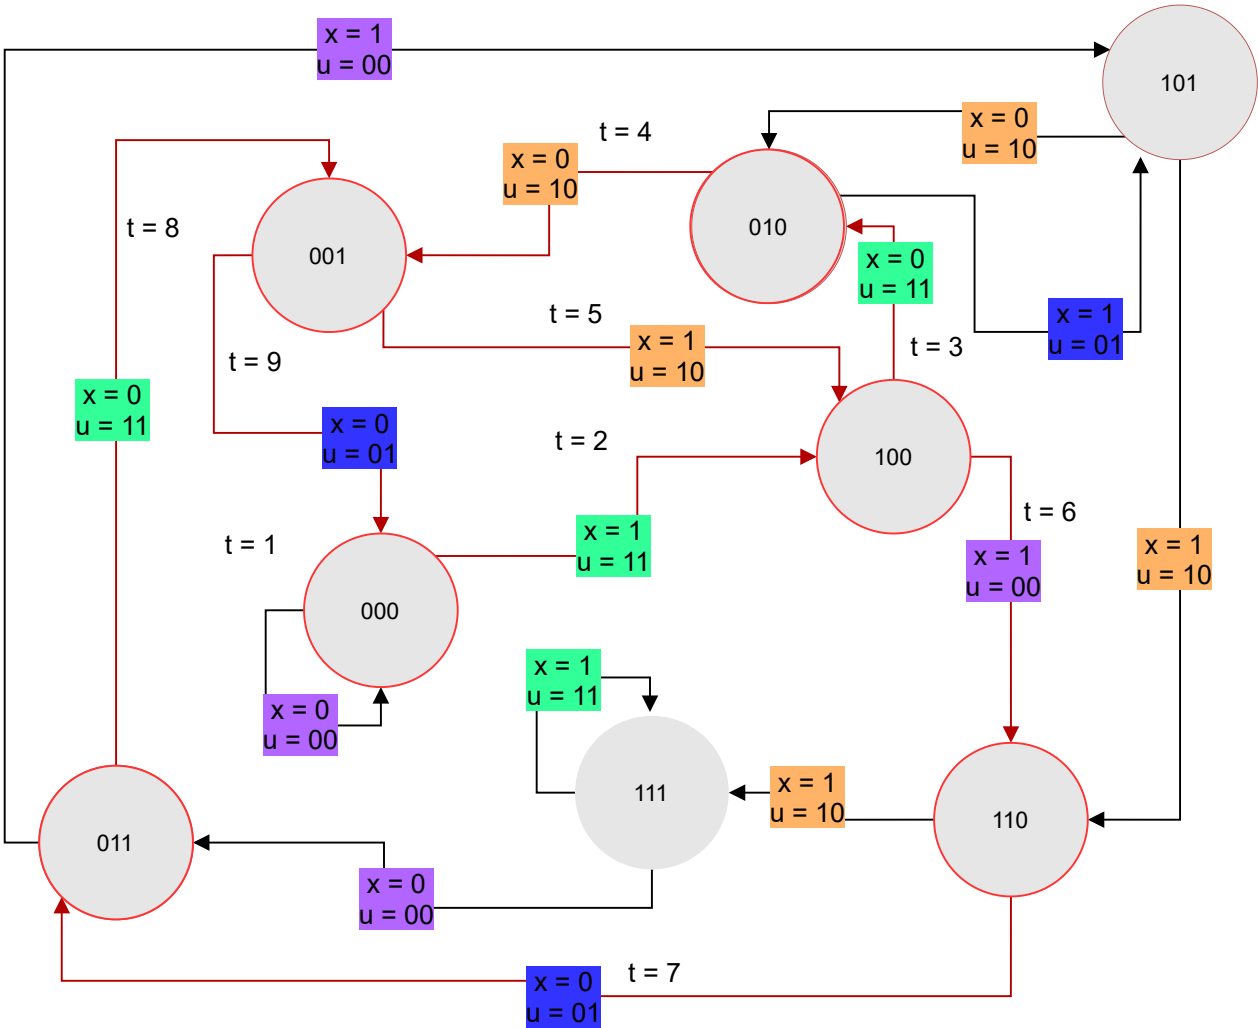 x = 1
u = 00
101
x = 0
u = 10
t = 4
x = 0
u = 10
t = 8
001
010
x = 0
u = 11
t = 5
x = 1
u = 01
x = 1
u = 10
t = 3
t = 9
x = 0
u = 11
x = 0
u = 01
t = 2
100
t = 6
t = 1
x = 1
u = 11
x = 1
u = 00
x = 1
u = 10
000
x = 0
u = 00
x = 1
u = 11
111
x = 1
u = 10
110
011
x = 0
u = 00
t = 7
x = 0
u = 01